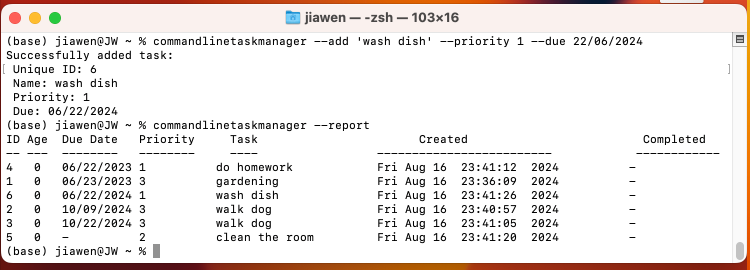 jiawen — -zsh — 103×16
(base) jiawen@JW ~ % commandlinetaskmanager --add 'wash dish' --priority 1 --due 22/06/2024
Successfully added task:
[ Unique ID: 6 ]
Name: wash dish
Priority: 1
Due: 06/22/2024
(base) jiawen@JW ~ % commandlinetaskmanager --report
ID Age  Due Date   Priority     Task                       Created                         Completed
-- ---  --------   --------     ----                 -------------------------            ------------
4   0   06/22/2023 1          do homework            Fri Aug 16  23:41:12  2024          -
1   0   06/23/2023 3          gardening              Fri Aug 16  23:36:09  2024          -
6   0   06/22/2024 1          wash dish              Fri Aug 16  23:41:26  2024          -
2   0   10/09/2024 3          walk dog               Fri Aug 16  23:40:57  2024          -
3   0   10/22/2024 3          walk dog               Fri Aug 16  23:41:05  2024          -
5   0   -          2          clean the room         Fri Aug 16  23:41:20  2024          -
(base) jiawen@JW ~ %